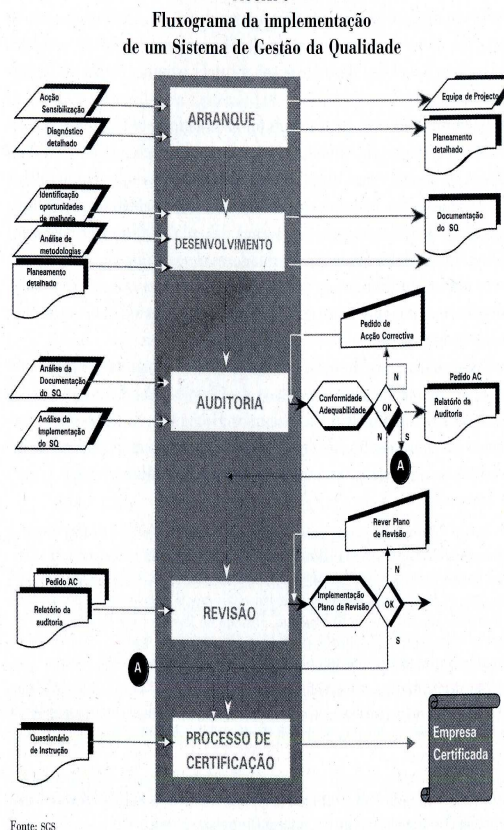 Fluxograma da implementação
de um Sistema de Gestão da Qualidade
Acção
Sensibilização
Diagnóstico
detalhado
ARRANQUE
Equipa de Projecto
Planeamento
detalhado
Identificação
oportunidades
de melhoria
Análise de
metodologias
Planeamento
detalhado
DESENVOLVIMENTO
Documentação
do SQ
Pedido de
Acção Correctiva
N
Análise da
Documentação
do SQ
Análise da
Implementação
do SQ
AUDITORIA
Conformidade
Adequabilidade
OK
N
S
A
Pedido AC
Relatório da
Auditoria
Rever Plano
de Revisão
N
Pedido AC
Relatório da
auditoria
REVISÃO
Implementação
Plano de Revisão
OK
S
A
Questionário
de Instrução
PROCESSO DE
CERTIFICAÇÃO
Empresa
Certificada
Fonte: SGS